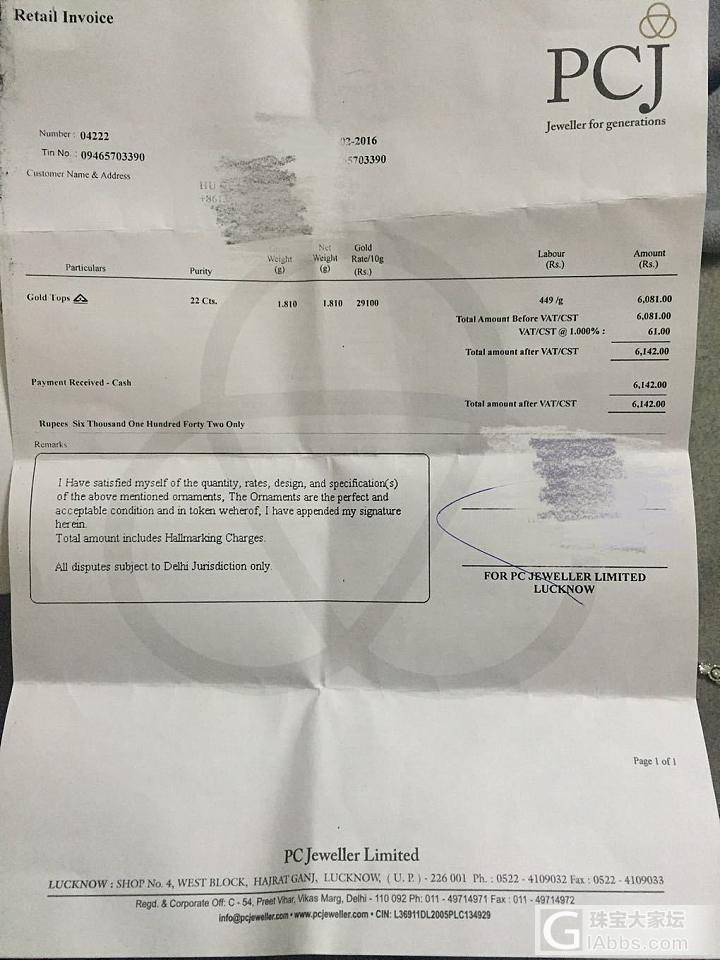 Retail Invoice
PCJ
Jeweller for generations
Number : 04222
02-2016
Tin No. : 09465703390
5703390
Customer Name & Address
HU
+861
Particulars Purity Weight (g) Net Weight (g) Gold Rate/10g (Rs.) Labour (Rs.) Amount (Rs.)
Gold Tops 22 Cts. 1.810 1.810 29100 449 /g 6,081.00
Total Amount Before VAT/CST 6,081.00
VAT/CST @ 1.000% : 61.00
Total amount after VAT/CST 6,142.00
Payment Received - Cash 6,142.00
Total amount after VAT/CST 6,142.00
Rupees Six Thousand One Hundred Forty Two Only
Remarks
I Have satisfied myself of the quantity, rates, design, and specification(s)
of the above mentioned ornaments, The Ornaments are the perfect and
acceptable condition and in token weherof, I have appended my signature
herein.
Total amount includes Hallmarking Charges.
All disputes subject to Delhi Jurisdiction only.
FOR PC JEWELLER LIMITED
LUCKNOW
Page 1 of 1
PC Jeweller Limited
LUCKNOW : SHOP No. 4, WEST BLOCK, HAJRATGANJ, LUCKNOW, ( U. P. ) - 226 001 Ph. : 0522 - 4109032 Fax : 0522 - 4109033
Regd. & Corporate Off: C - 54, Preet Vihar, Vikas Marg, Delhi - 110 092 Ph: 011 - 49714971 Fax : 011 - 49714972
info@pcjeweller.com • www.pcjeweller.com • CIN: L36911DL2005PLC134929
G 珠宝大家坛
IAbbs.com